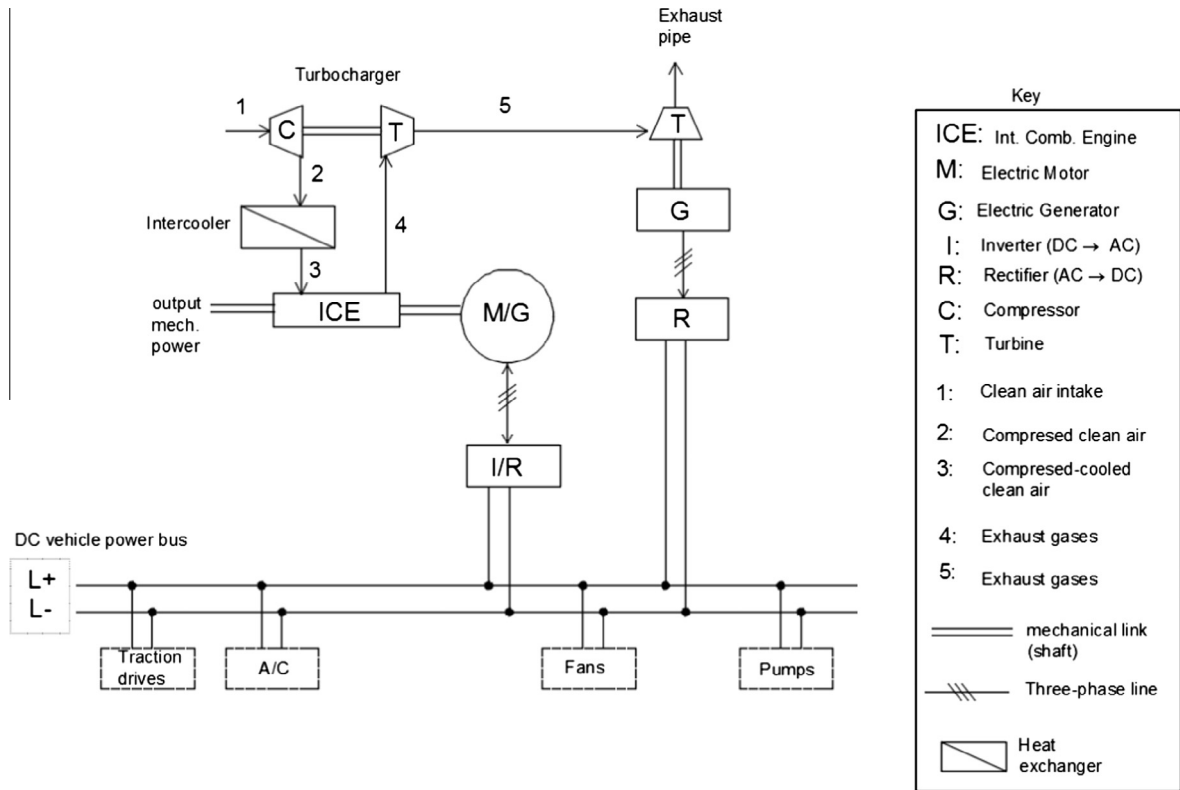 Exhaust
pipe
Turbocharger
1
C
T
5
T
2
4
G
Intercooler
3
output
mech.
power
ICE
M/G
R
I/R
DC vehicle power bus
L+
L-
Traction
drives
A/C
Fans
Pumps
Key
ICE: Int. Comb. Engine
M: Electric Motor
G: Electric Generator
I: Inverter (DC → AC)
R: Rectifier (AC → DC)
C: Compressor
T: Turbine
1: Clean air intake
2: Compresed clean air
3: Compresed-cooled
clean air
4: Exhaust gases
5: Exhaust gases
mechanical link
(shaft)
Three-phase line
Heat
exchanger